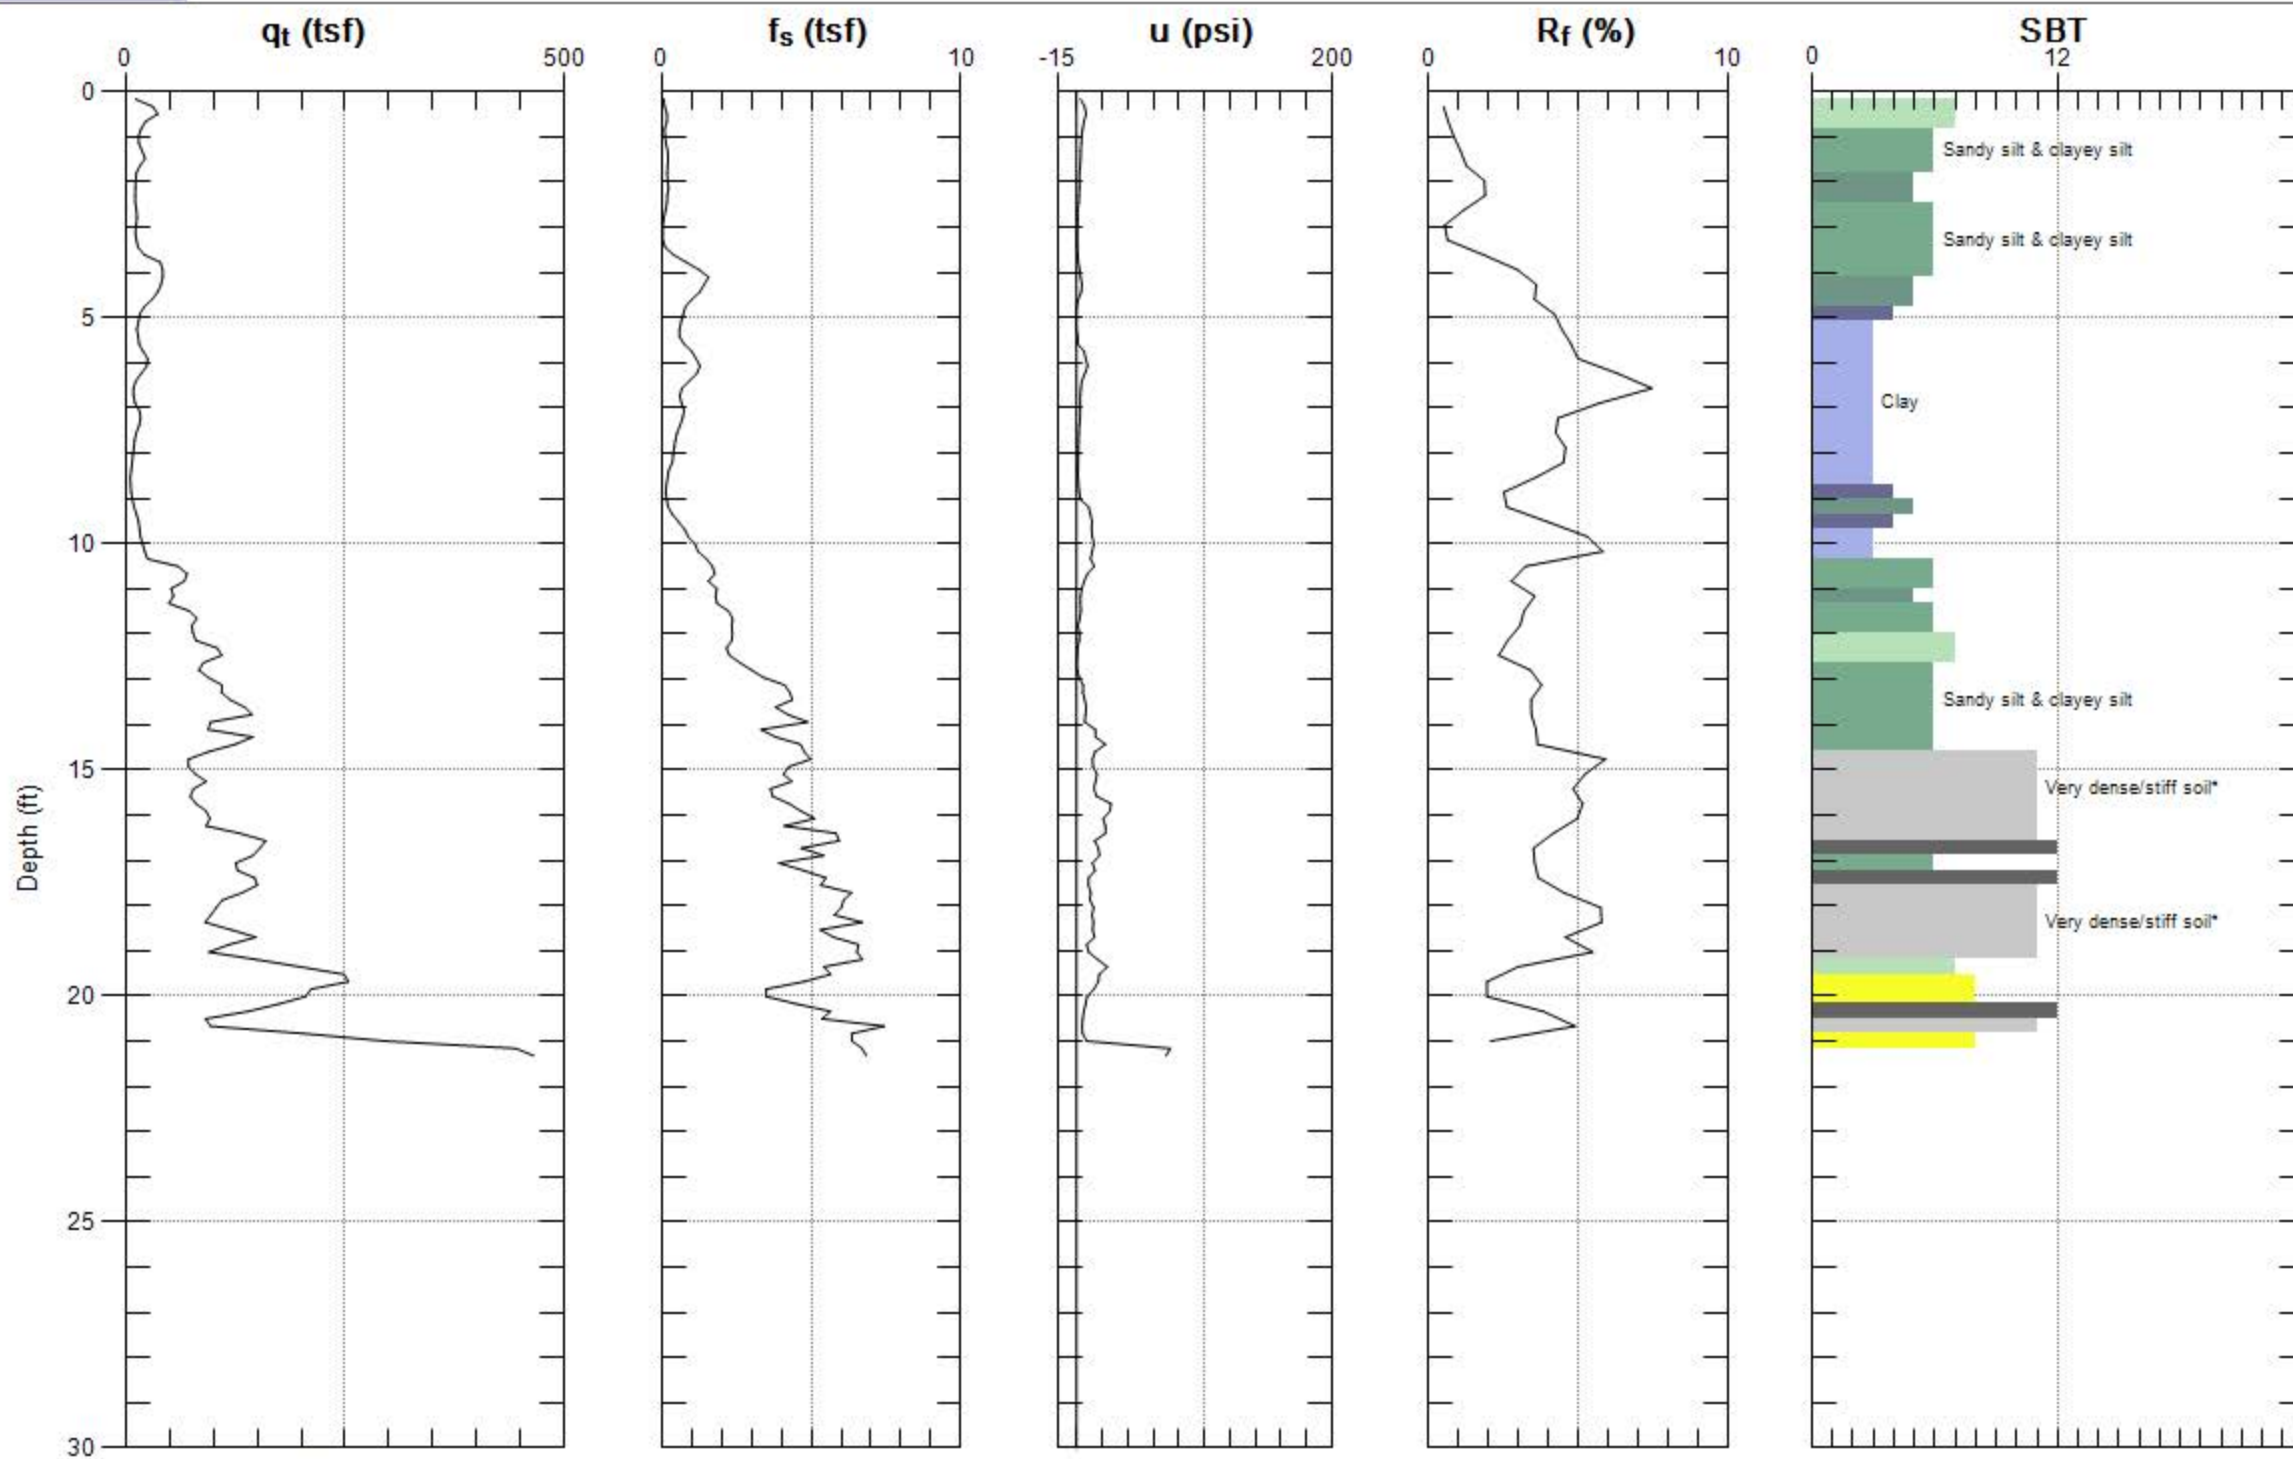 qt (tsf) fs (tsf) u (psi) Rf (%) SBT
0 500 0 10 -15 200 0 10 0 12
0
Sandy silt & clayey silt
Sandy silt & clayey silt
5
Clay
10
Sandy silt & clayey silt
15
Very dense/stiff soil*
Depth (ft)
Very dense/stiff soil*
20
25
30